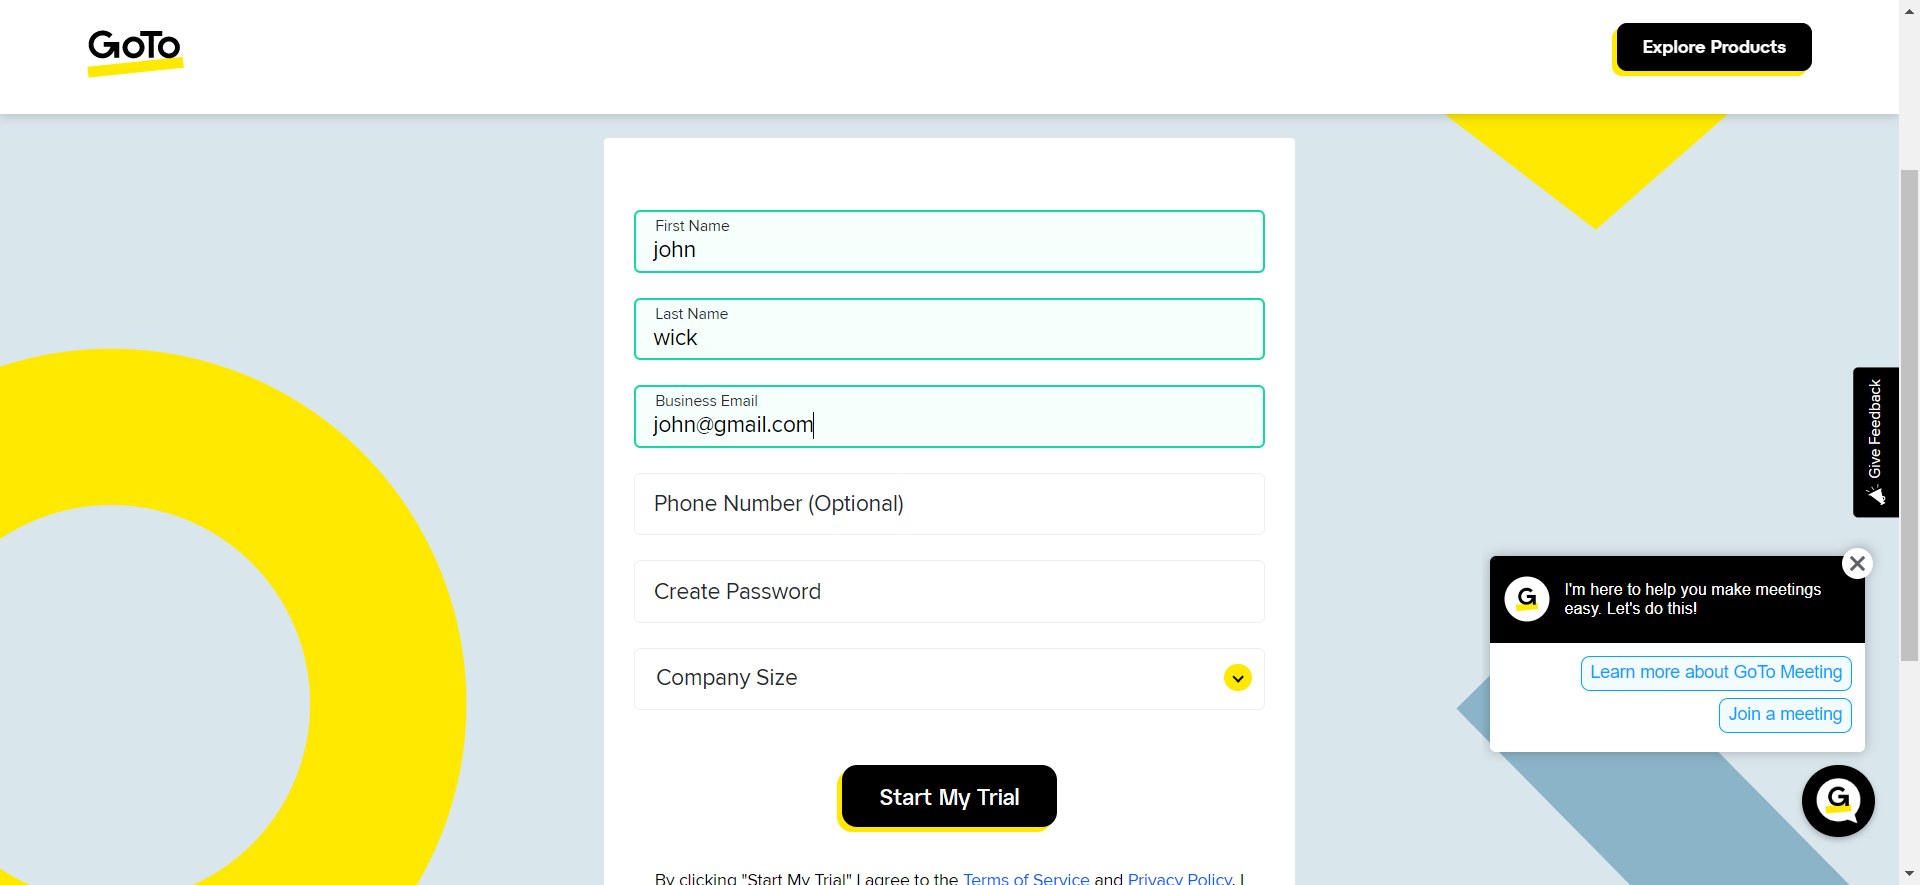 GoTo
Explore Products
First Name
john
Last Name
wick
Business Email
john@gmail.com
Phone Number (Optional)
Create Password
Company Size
Start My Trial
By clicking "Start My Trial" I agree to the Terms of Service and Privacy Policy. I
Give Feedback
G
I'm here to help you make meetings
easy. Let's do this!
Learn more about GoTo Meeting
Join a meeting
G